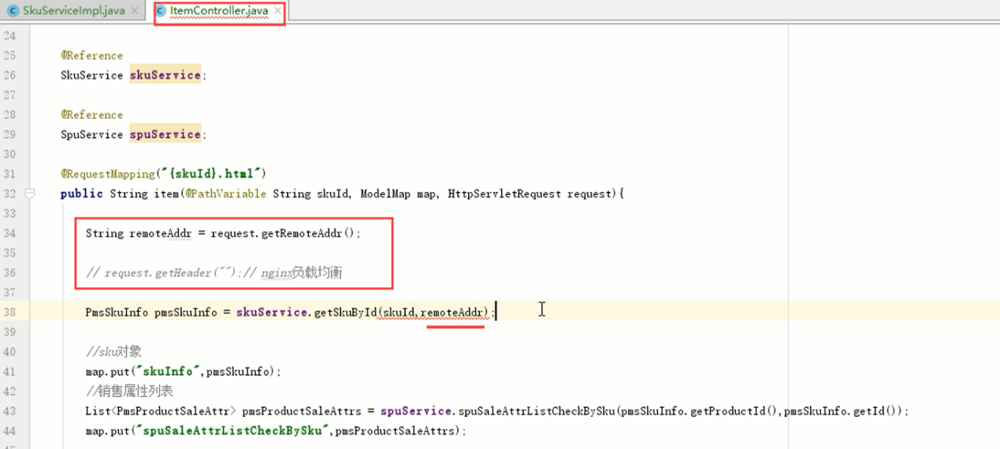 SkuServiceImpl.java × ItemController.java ×
24
25 @Reference
26 SkuService skuService;
27
28 @Reference
29 SpuService spuService;
30
31 @RequestMapping("{skuId}.html")
32 public String item(@PathVariable String skuId, ModelMap map, HttpServletRequest request){
33
34 String remoteAddr = request.getRemoteAddr();
35
36 // request.getHeader("");// nginx负载均衡
37
38 PmsSkuInfo pmsSkuInfo = skuService.getSkuById(skuId,remoteAddr);
39
40 //sku对象
41 map.put("skuInfo",pmsSkuInfo);
42 //销售属性列表
43 List<PmsProductSaleAttr> pmsProductSaleAttrs = spuService.spuSaleAttrListCheckBySku(pmsSkuInfo.getProductId(),pmsSkuInfo.getId());
44 map.put("spuSaleAttrListCheckBySku",pmsProductSaleAttrs);